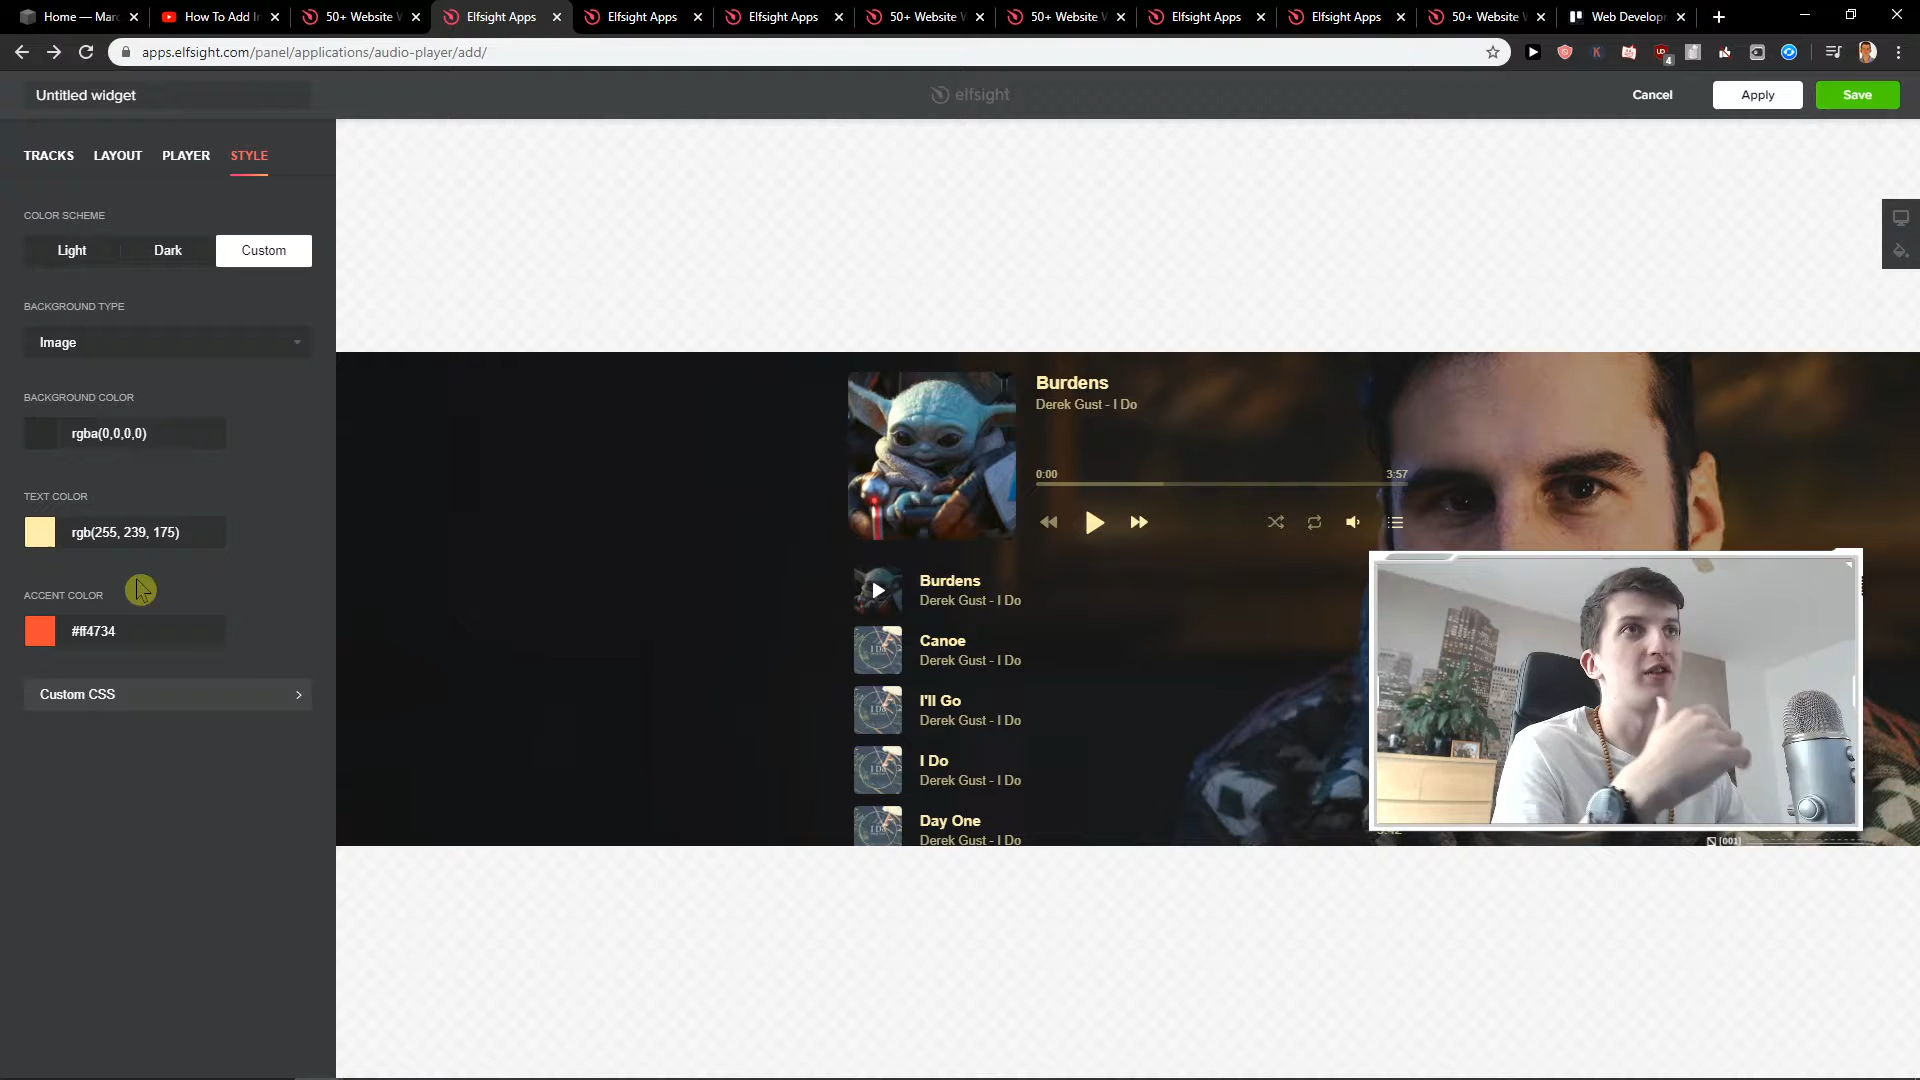 Home — Marc
How To Add In
50+ Website W
Elfsight Apps
Elfsight Apps
Elfsight Apps
50+ Website W
50+ Website W
Elfsight Apps
Elfsight Apps
50+ Website W
Web Develop
apps.elfsight.com/panel/applications/audio-player/add/
4
Untitled widget
elfsight
Cancel
Apply
Save
TRACKS LAYOUT PLAYER STYLE
COLOR SCHEME
Light Dark Custom
BACKGROUND TYPE
Image
BACKGROUND COLOR
rgba(0,0,0,0)
TEXT COLOR
rgb(255, 239, 175)
ACCENT COLOR
#ff4734
Custom CSS
Burdens
Derek Gust - I Do
0:00 3:57
Burdens
Derek Gust - I Do
Canoe
Derek Gust - I Do
I'll Go
Derek Gust - I Do
I Do
Derek Gust - I Do
Day One
Derek Gust - I Do
[001]